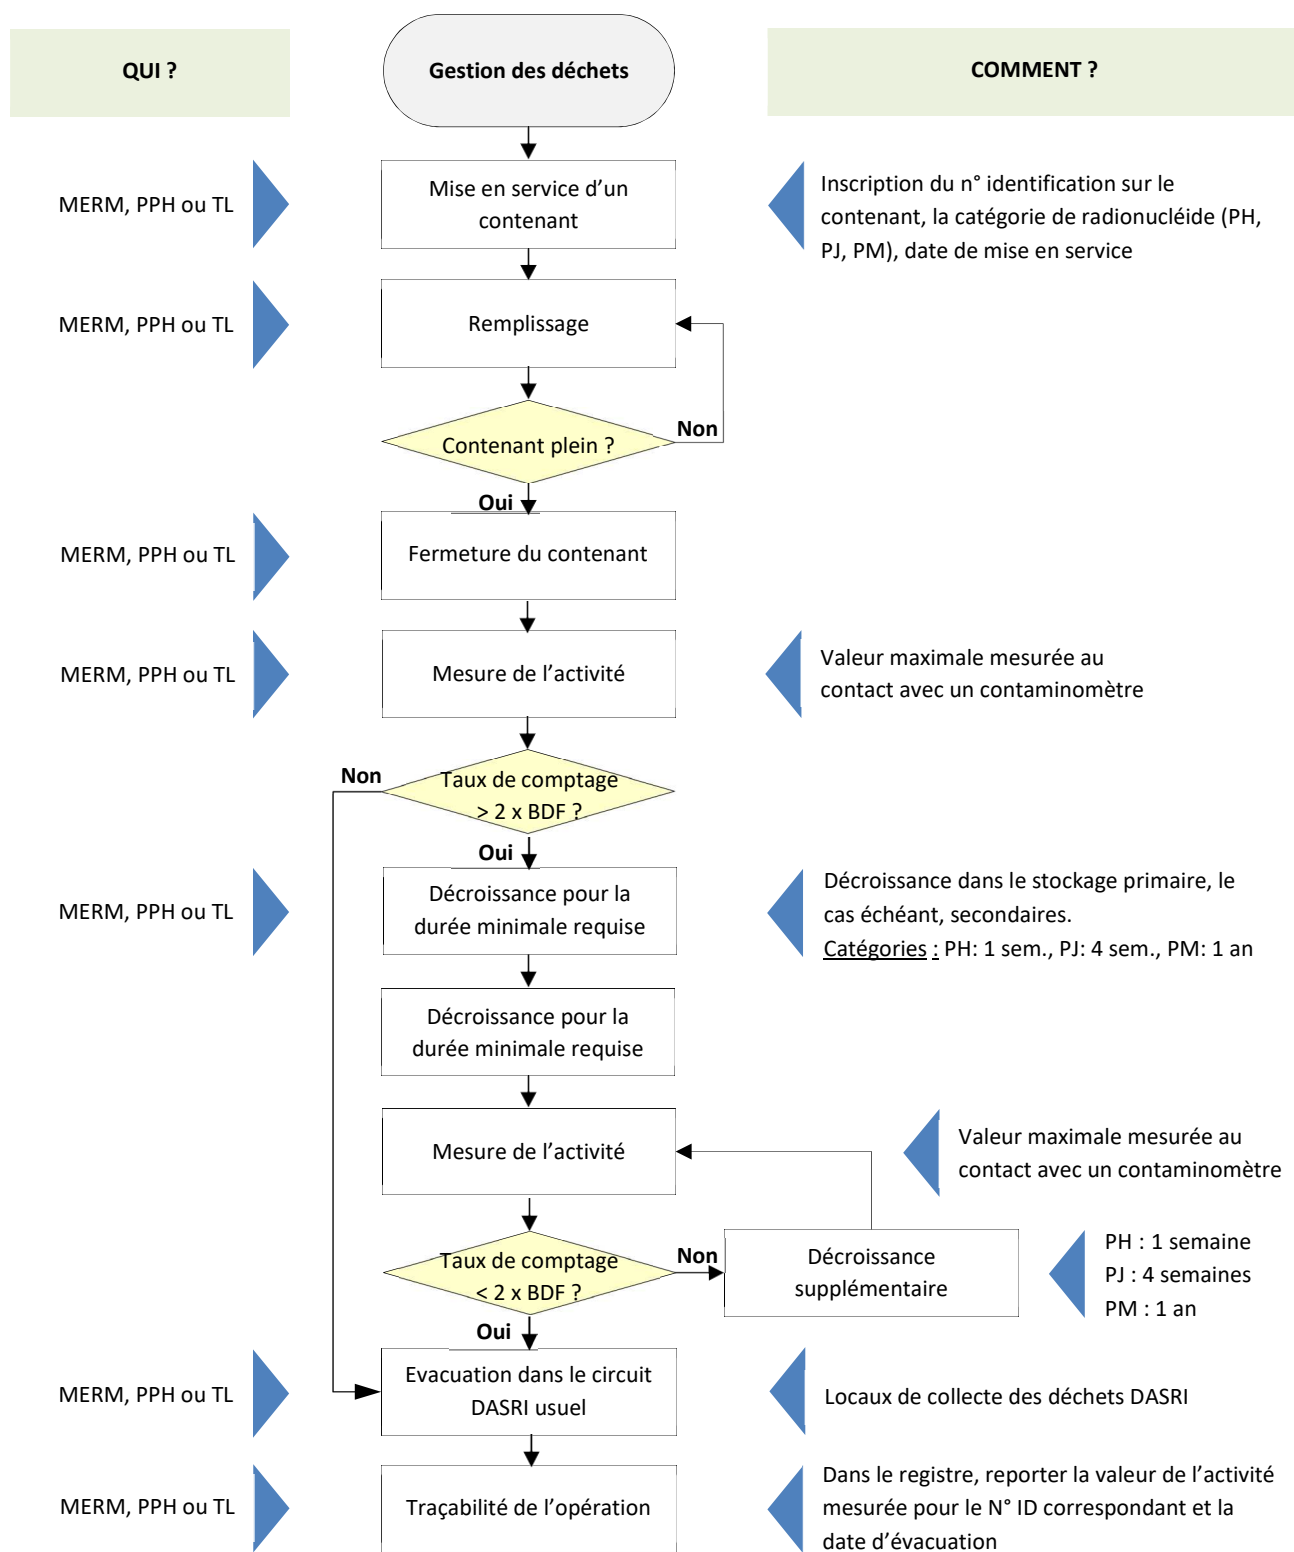 QUI ?
Gestion des déchets
COMMENT ?
MERM, PPH ou TL
Mise en service d’un
contenant
Inscription du n° identification sur le
contenant, la catégorie de radionucléide (PH,
PJ, PM), date de mise en service
MERM, PPH ou TL
Remplissage
Contenant plein ?
Non
Oui
MERM, PPH ou TL
Fermeture du contenant
MERM, PPH ou TL
Mesure de l’activité
Valeur maximale mesurée au
contact avec un contaminomètre
Non
Taux de comptage
> 2 x BDF ?
Oui
MERM, PPH ou TL
Décroissance pour la
durée minimale requise
Décroissance dans le stockage primaire, le
cas échéant, secondaires.
Catégories : PH: 1 sem., PJ: 4 sem., PM: 1 an
Décroissance pour la
durée minimale requise
Mesure de l’activité
Valeur maximale mesurée au
contact avec un contaminomètre
Taux de comptage
< 2 x BDF ?
Non
Oui
Décroissance
supplémentaire
PH : 1 semaine
PJ : 4 semaines
PM : 1 an
MERM, PPH ou TL
Evacuation dans le circuit
DASRI usuel
Locaux de collecte des déchets DASRI
MERM, PPH ou TL
Traçabilité de l’opération
Dans le registre, reporter la valeur de l’activité
mesurée pour le N° ID correspondant et la
date d’évacuation